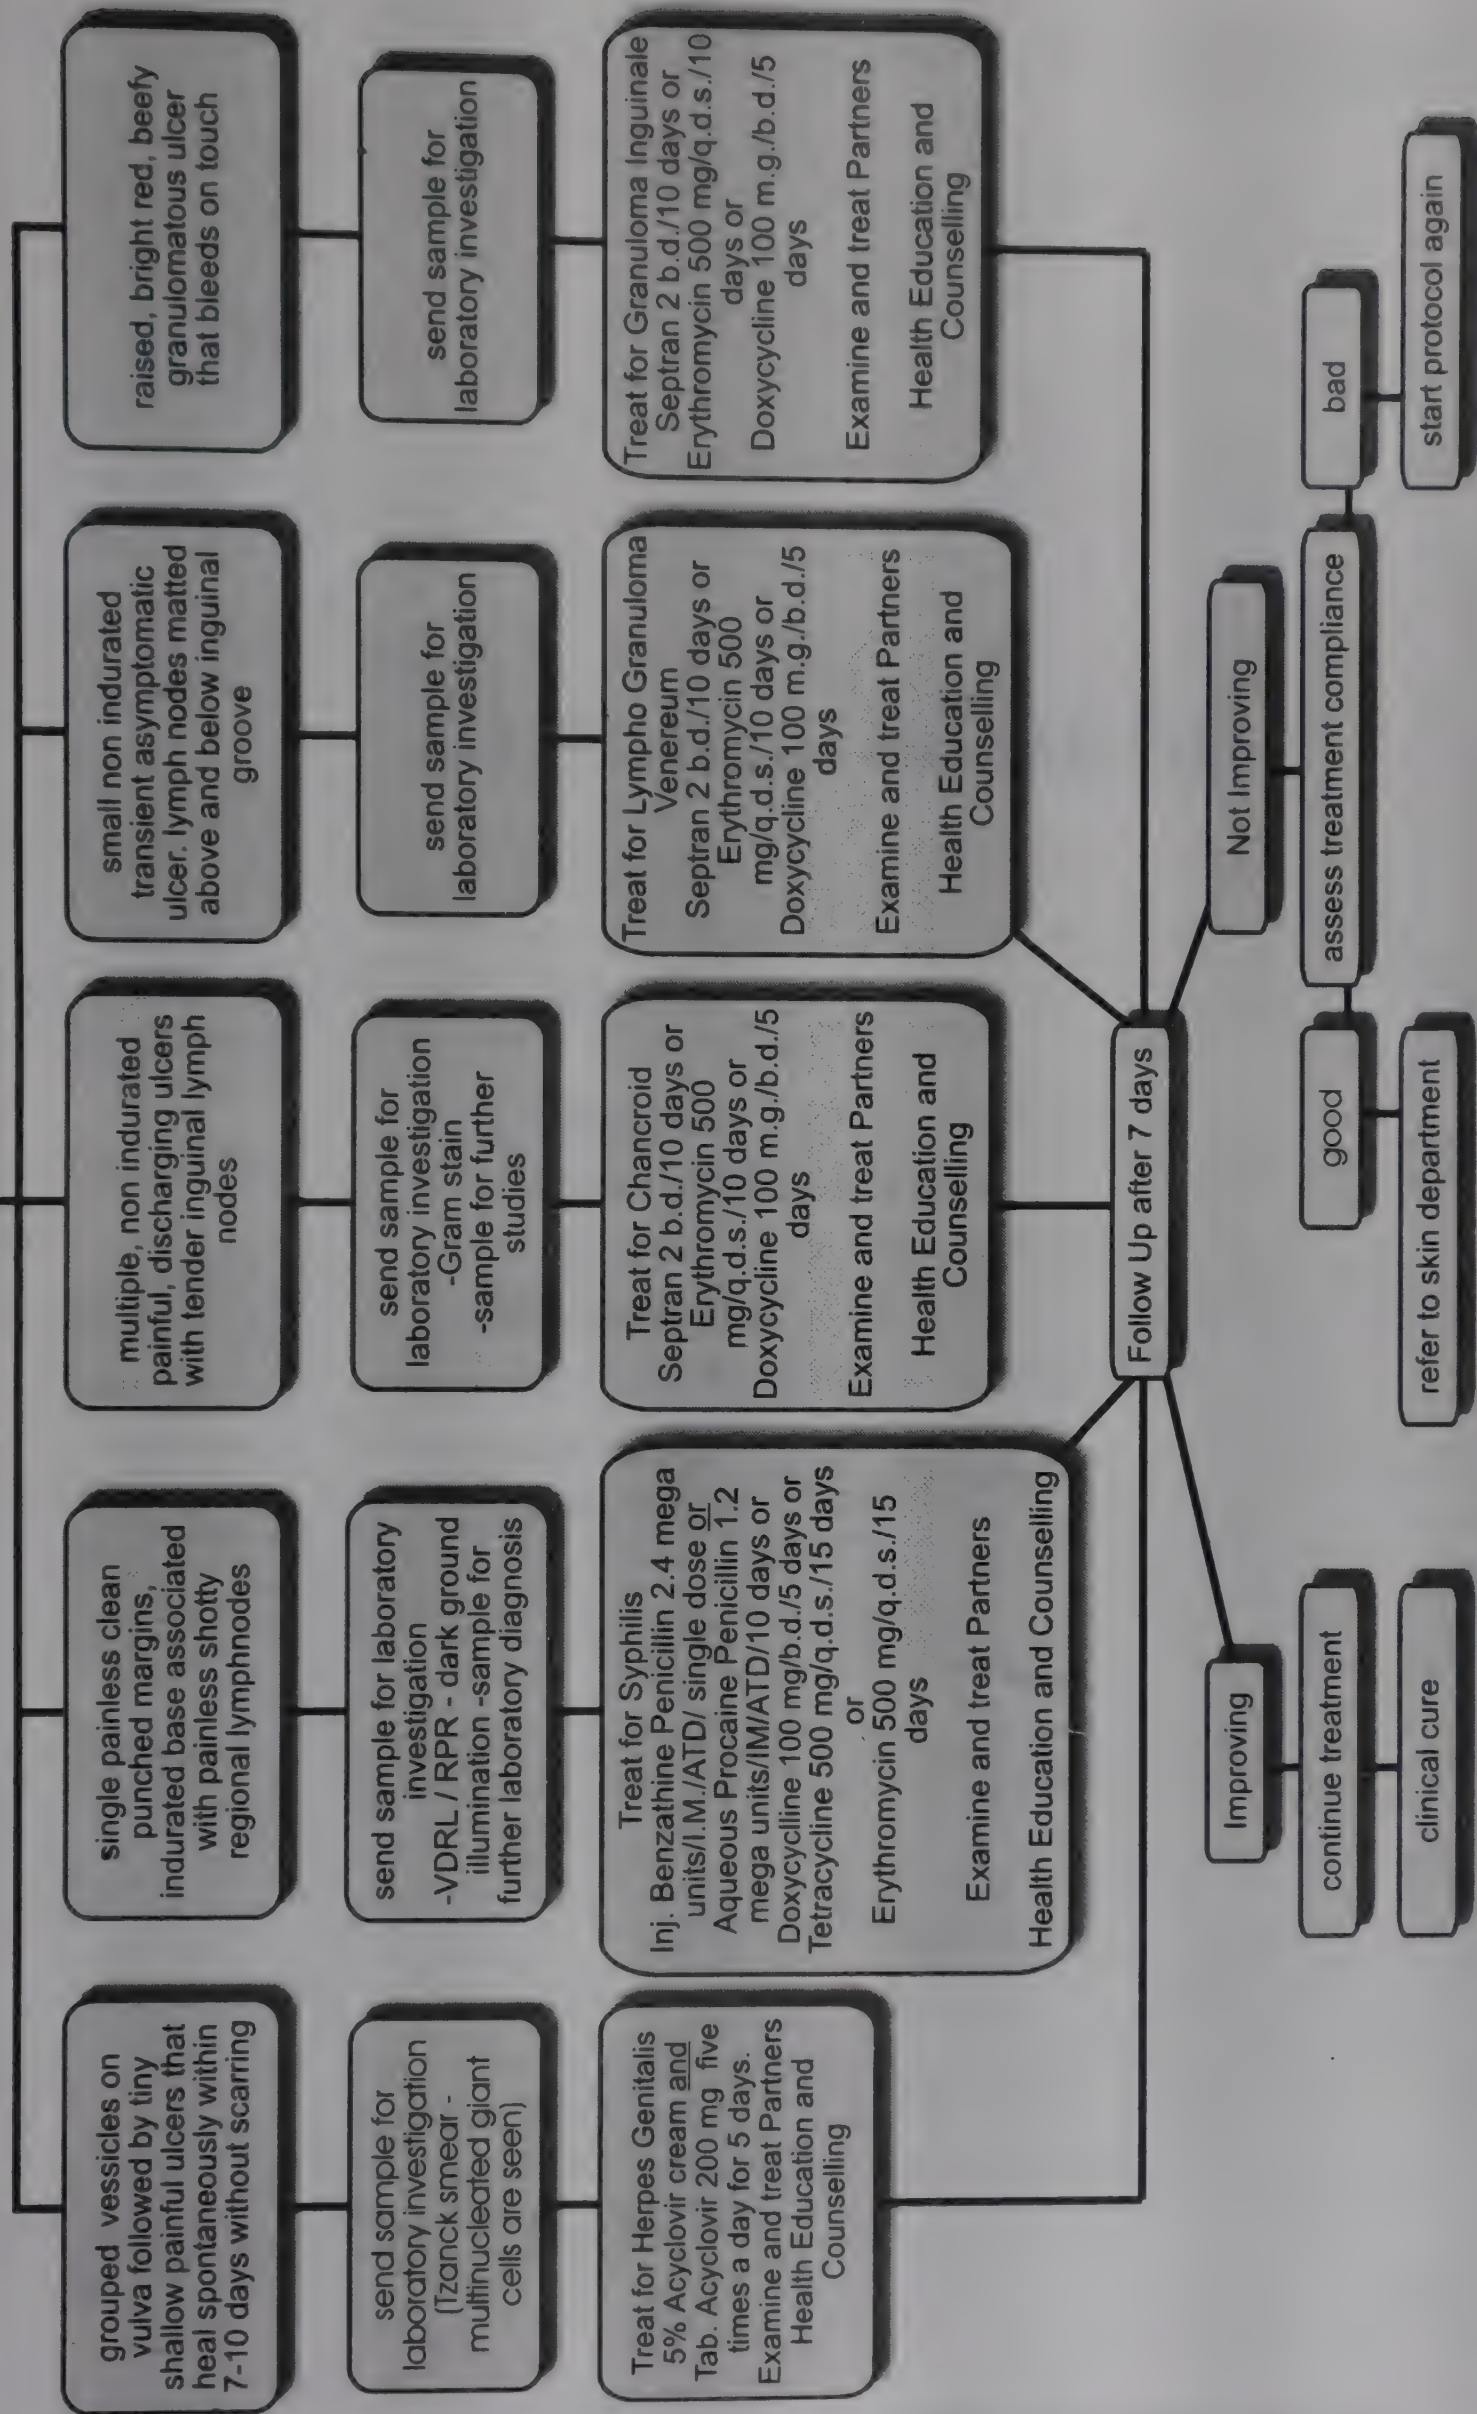 grouped vessicles on
vulva followed by tiny
shallow painful ulcers that
heal spontaneously within
7-10 days without scarring
single painless clean
punched margins,
indurated base associated
with painless shotty
regional lymphnodes
multiple, non indurated
painful, discharging ulcers
with tender inguinal lymph
nodes
small non indurated
transient asymptomatic
ulcer. lymph nodes matted
above and below inguinal
groove
raised, bright red, beefy
granulomatous ulcer
that bleeds on touch
send sample for
laboratory investigation
(Tzanck smear -
multinucleated giant
cells are seen)
send sample for laboratory
investigation
-VDRL / RPR - dark ground
illumination -sample for
further laboratory diagnosis
send sample for
laboratory investigation
-Gram stain
-sample for further
studies
send sample for
laboratory investigation
send sample for
laboratory investigation
Treat for Herpes Genitalis
5% Acyclovir cream and
Tab. Acyclovir 200 mg five
times a day for 5 days.
Examine and treat Partners
Health Education and
Counselling
Treat for Syphilis
Inj. Benzathine Penicillin 2.4 mega
units/I.M./ATD/ single dose or
Aqueous Procaine Penicillin 1.2
mega units/IM/ATD/10 days or
Doxycyline 100 mg/b.d./5 days or
Tetracycline 500 mg/q.d.s./15 days
or
Erythromycin 500 mg/q.d.s./15
days
Examine and treat Partners
Health Education and Counselling
Treat for Chancroid
Septran 2 b.d./10 days or
Erythromycin 500
mg/q.d.s./10 days or
Doxycycline 100 m.g./b.d./5
days
Examine and treat Partners
Health Education and
Counselling
Treat for Lympho Granuloma
Venereum
Septran 2 b.d./10 days or
Erythromycin 500
mg/q.d.s./10 days or
Doxycycline 100 m.g./b.d./5
days
Examine and treat Partners
Health Education and
Counselling
Treat for Granuloma Inguinale
Septran 2 b.d./10 days or
Erythromycin 500 mg/q.d.s./10
days or
Doxycycline 100 m.g./b.d./5
days
Examine and treat Partners
Health Education and
Counselling
Follow Up after 7 days
Improving
Not Improving
continue treatment
good
assess treatment compliance
bad
clinical cure
refer to skin department
start protocol again